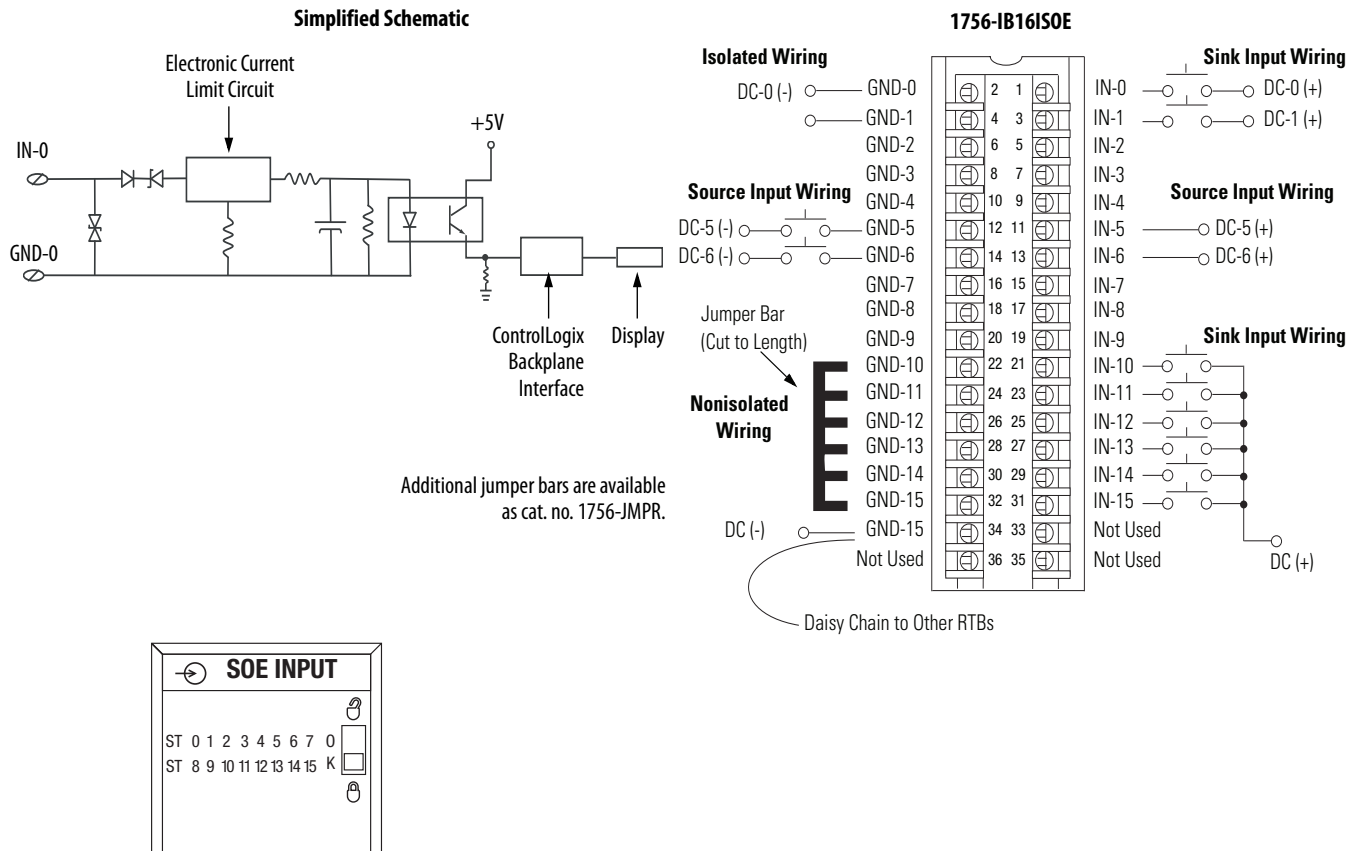 Simplified Schematic
Electronic Current
Limit Circuit
+5V
IN-0
GND-0
ControlLogix
Backplane
Interface
Display
Additional jumper bars are available
as cat. no. 1756-JMPR.
1756-IB16ISOE
Isolated Wiring
Sink Input Wiring
DC-0 (-) GND-0 2 1 IN-0 DC-0 (+)
GND-1 4 3 IN-1 DC-1 (+)
GND-2 6 5 IN-2
GND-3 8 7 IN-3
Source Input Wiring
Source Input Wiring
GND-4 10 9 IN-4
DC-5 (-) GND-5 12 11 IN-5 DC-5 (+)
DC-6 (-) GND-6 14 13 IN-6 DC-6 (+)
GND-7 16 15 IN-7
GND-8 18 17 IN-8
Jumper Bar
(Cut to Length)
GND-9 20 19 IN-9
Sink Input Wiring
GND-10 22 21 IN-10
GND-11 24 23 IN-11
Nonisolated
Wiring
GND-12 26 25 IN-12
GND-13 28 27 IN-13
GND-14 30 29 IN-14
GND-15 32 31 IN-15
DC (-) GND-15 34 33 Not Used
Not Used 36 35 Not Used
DC (+)
Daisy Chain to Other RTBs
SOE INPUT
ST 0 1 2 3 4 5 6 7 O
ST 8 9 10 11 12 13 14 15 K